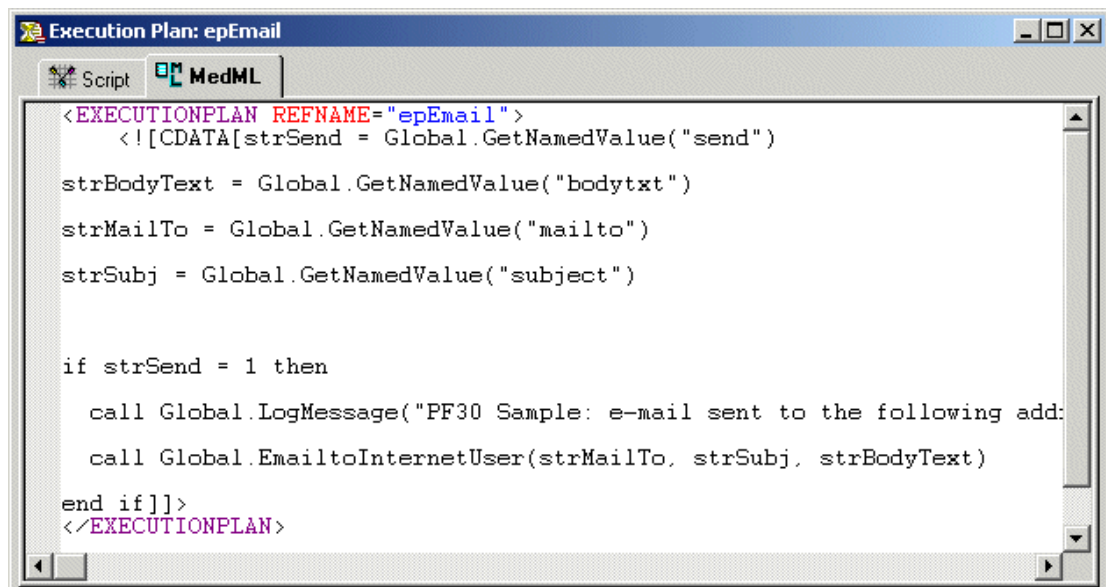 Execution Plan: epEmail
Script MedML
<EXECUTIONPLAN REFNAME="epEmail">
<![CDATA[strSend = Global.GetNamedValue("send")
strBodyText = Global.GetNamedValue("bodytxt")
strMailTo = Global.GetNamedValue("mailto")
strSubj = Global.GetNamedValue("subject")
if strSend = 1 then
call Global.LogMessage("PF30 Sample: e-mail sent to the following
call Global.EmailtoInternetUser(strMailTo, strSubj, strBodyText)
end if]]>
</EXECUTIONPLAN>